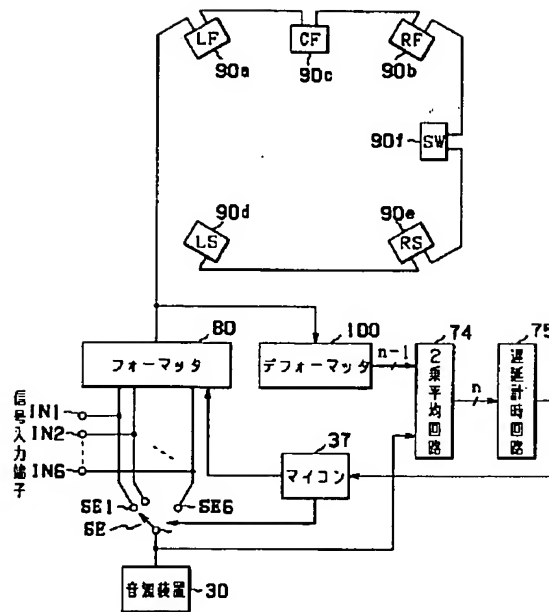 LF
CF
RF
90a
90c
90b
90f
SW
90d
90e
LS
RS
80
100
74
75
フォーマッタ
デフォーマッタ
n-1
2乗平均回路
n
遅延計時回路
信号入力端子
IN1
IN2
IN6
37
マイコン
SE1
SE6
SE
音源装置
30